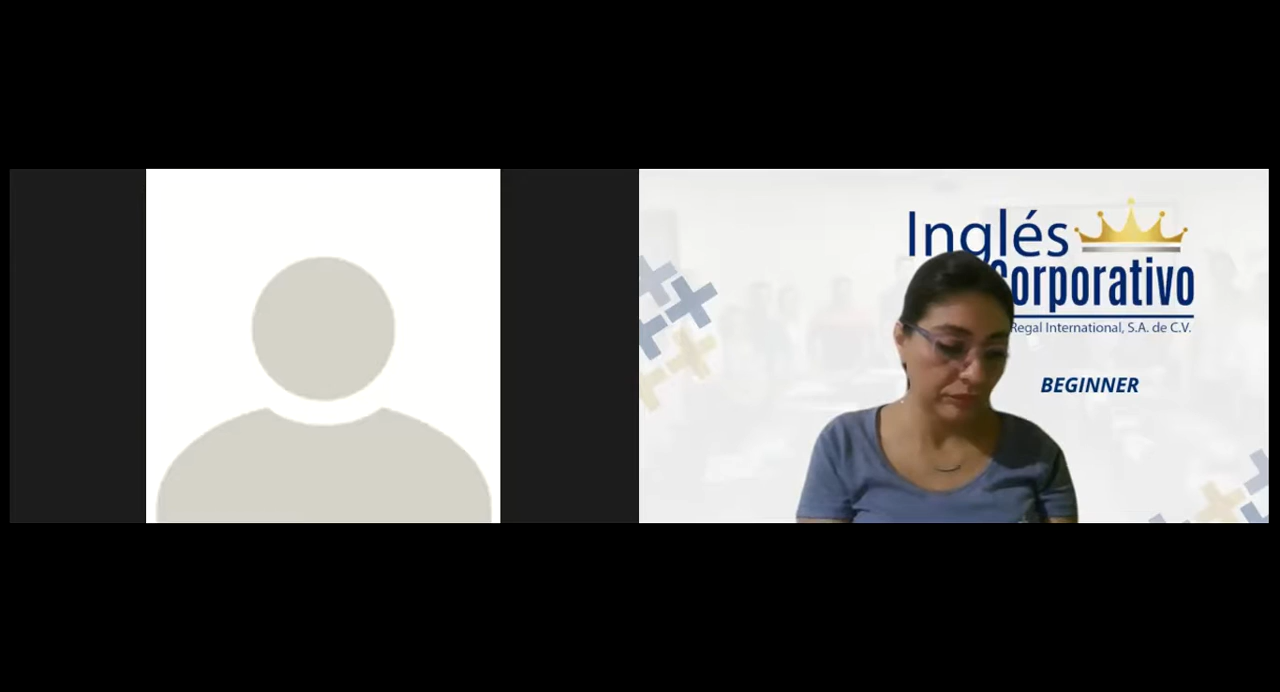 Inglés
Corporativo
Regal International, S.A. de C.V.
BEGINNER